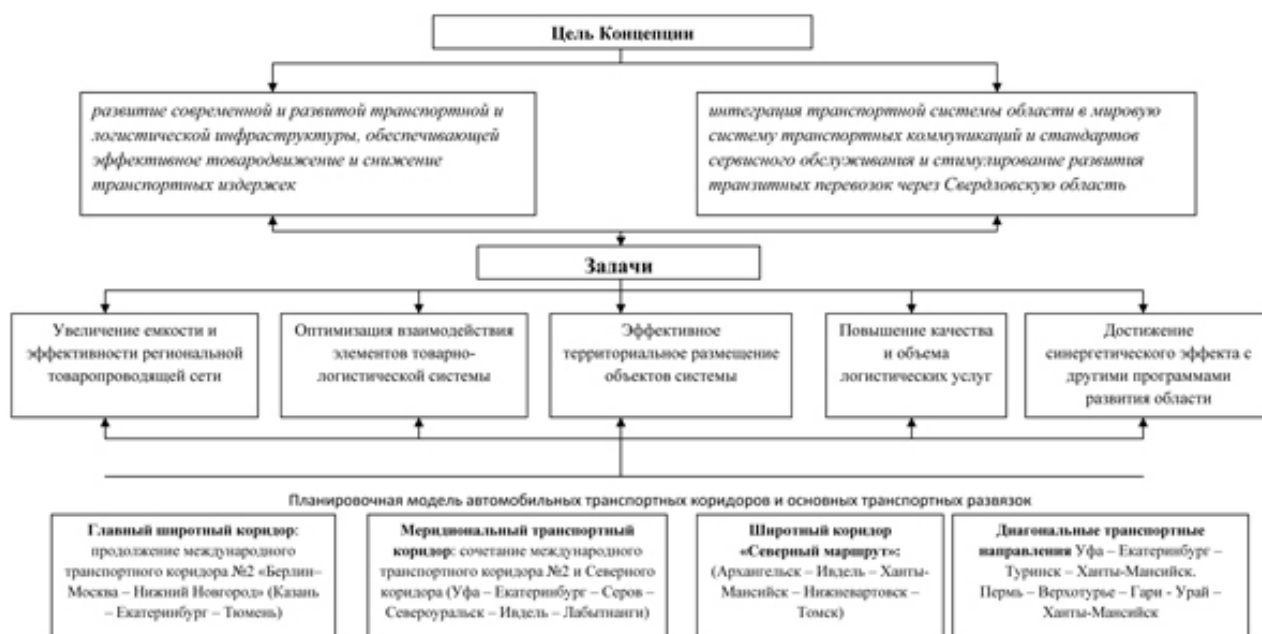 Цель Концепции
развитие современной и развитой транспортной и
логистической инфраструктуры, обеспечивающей
эффективное товародвижение и снижение
транспортных издержек
интеграция транспортной системы области в мировую
систему транспортных коммуникаций и стандартов
сервисного обслуживания и стимулирование развития
транзитных перевозок через Свердловскую область
Задачи
Увеличение емкости и
эффективности региональной
товаропроводящей сети
Оптимизация взаимодействия
элементов товарно-
логистической системы
Эффективное
территориальное размещение
объектов системы
Повышение качества
и объема
логистических услуг
Достижение
синергетического эффекта с
другими программами
развития области
Планировочная модель автомобильных транспортных коридоров и основных транспортных развязок
Главный широтный коридор:
продолжение международного
транспортного коридора №2 «Берлин–
Москва – Нижний Новгород» (Казань
– Екатеринбург – Тюмень)
Меридиональный транспортный
коридор: сочетание международного
транспортного коридора №2 и Северного
коридора (Уфа – Екатеринбург – Серов –
Североуральск – Ивдель – Лабытнанги)
Широтный коридор
«Северный маршрут»:
(Архангельск – Ивдель – Ханты-
Мансийск – Нижневартовск –
Томск)
Диагональные транспортные
направления Уфа – Екатеринбург –
Туринск – Ханты-Мансийск.
Пермь – Верхотурье – Гари - Урай –
Ханты-Мансийск